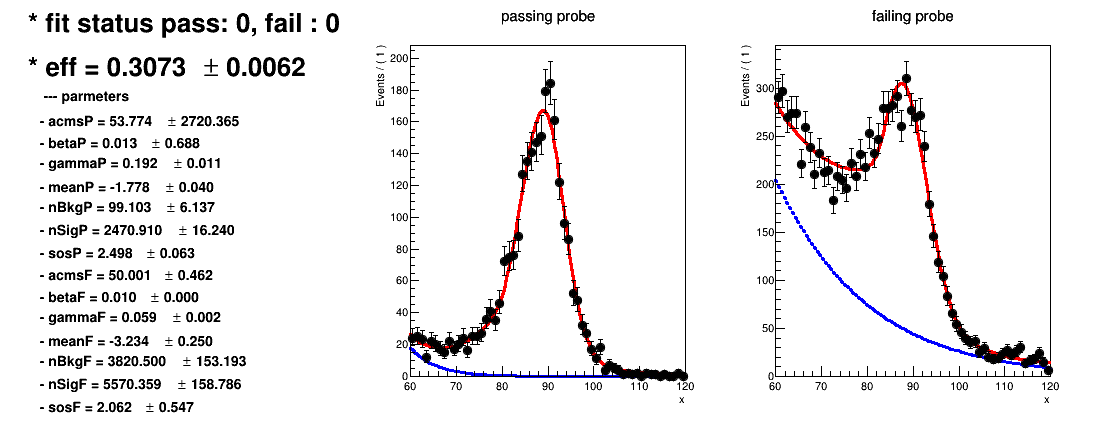 * fit status pass: 0, fail : 0
* eff = 0.3073 ± 0.0062
--- parmeters
- acmsP = 53.774 ± 2720.365
- betaP = 0.013 ± 0.688
- gammaP = 0.192 ± 0.011
- meanP = -1.778 ± 0.040
- nBkgP = 99.103 ± 6.137
- nSigP = 2470.910 ± 16.240
- sosP = 2.498 ± 0.063
- acmsF = 50.001 ± 0.462
- betaF = 0.010 ± 0.000
- gammaF = 0.059 ± 0.002
- meanF = -3.234 ± 0.250
- nBkgF = 3820.500 ± 153.193
- nSigF = 5570.359 ± 158.786
- sosF = 2.062 ± 0.547
passing probe
Events / ( 1 )
200
180
160
140
120
100
80
60
40
20
0
60 70 80 90 100 110 120
x
failing probe
Events / ( 1 )
300
250
200
150
100
50
0
60 70 80 90 100 110 120
x